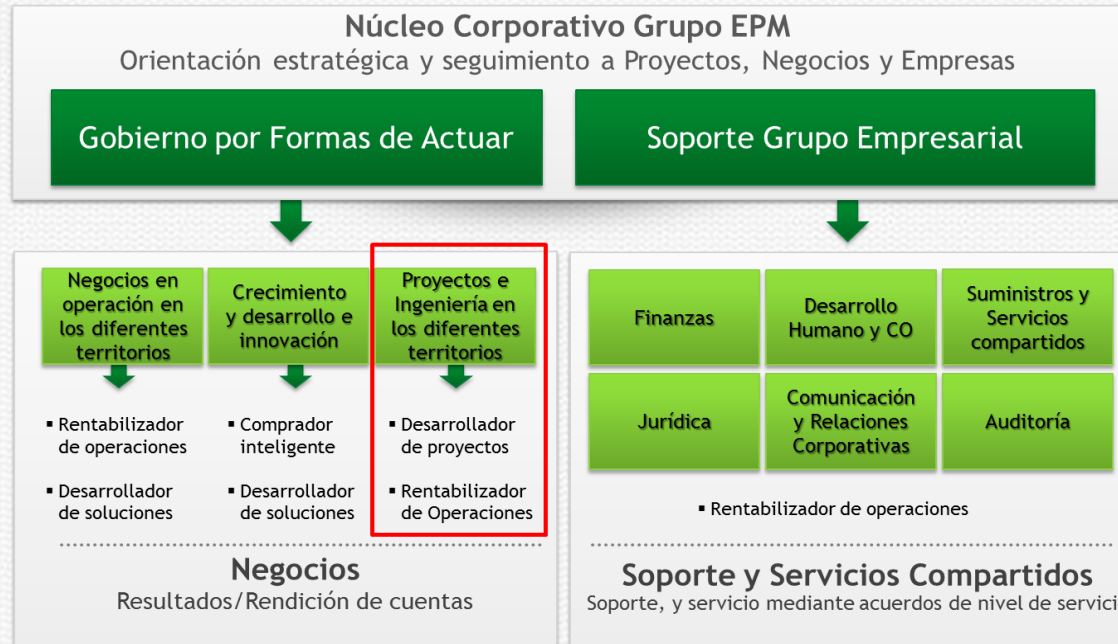 Núcleo Corporativo Grupo EPM
Orientación estratégica y seguimiento a Proyectos, Negocios y Empresas
Gobierno por Formas de Actuar
Soporte Grupo Empresarial
Negocios en
operación en
los diferentes
territorios
Crecimiento
y desarrollo e
innovación
Proyectos e
Ingeniería en
los diferentes
territorios
▪ Rentabilizador
de operaciones
▪ Desarrollador
de soluciones
▪ Comprador
inteligente
▪ Desarrollador
de soluciones
▪ Desarrollador
de proyectos
▪ Rentabilizador
de Operaciones
Negocios
Resultados/Rendición de cuentas
Finanzas
Desarrollo
Humano y CO
Suministros y
Servicios
compartidos
Jurídica
Comunicación
y Relaciones
Corporativas
Auditoría
▪ Rentabilizador de operaciones
Soporte y Servicios Compartidos
Soporte, y servicio mediante acuerdos de nivel de servici